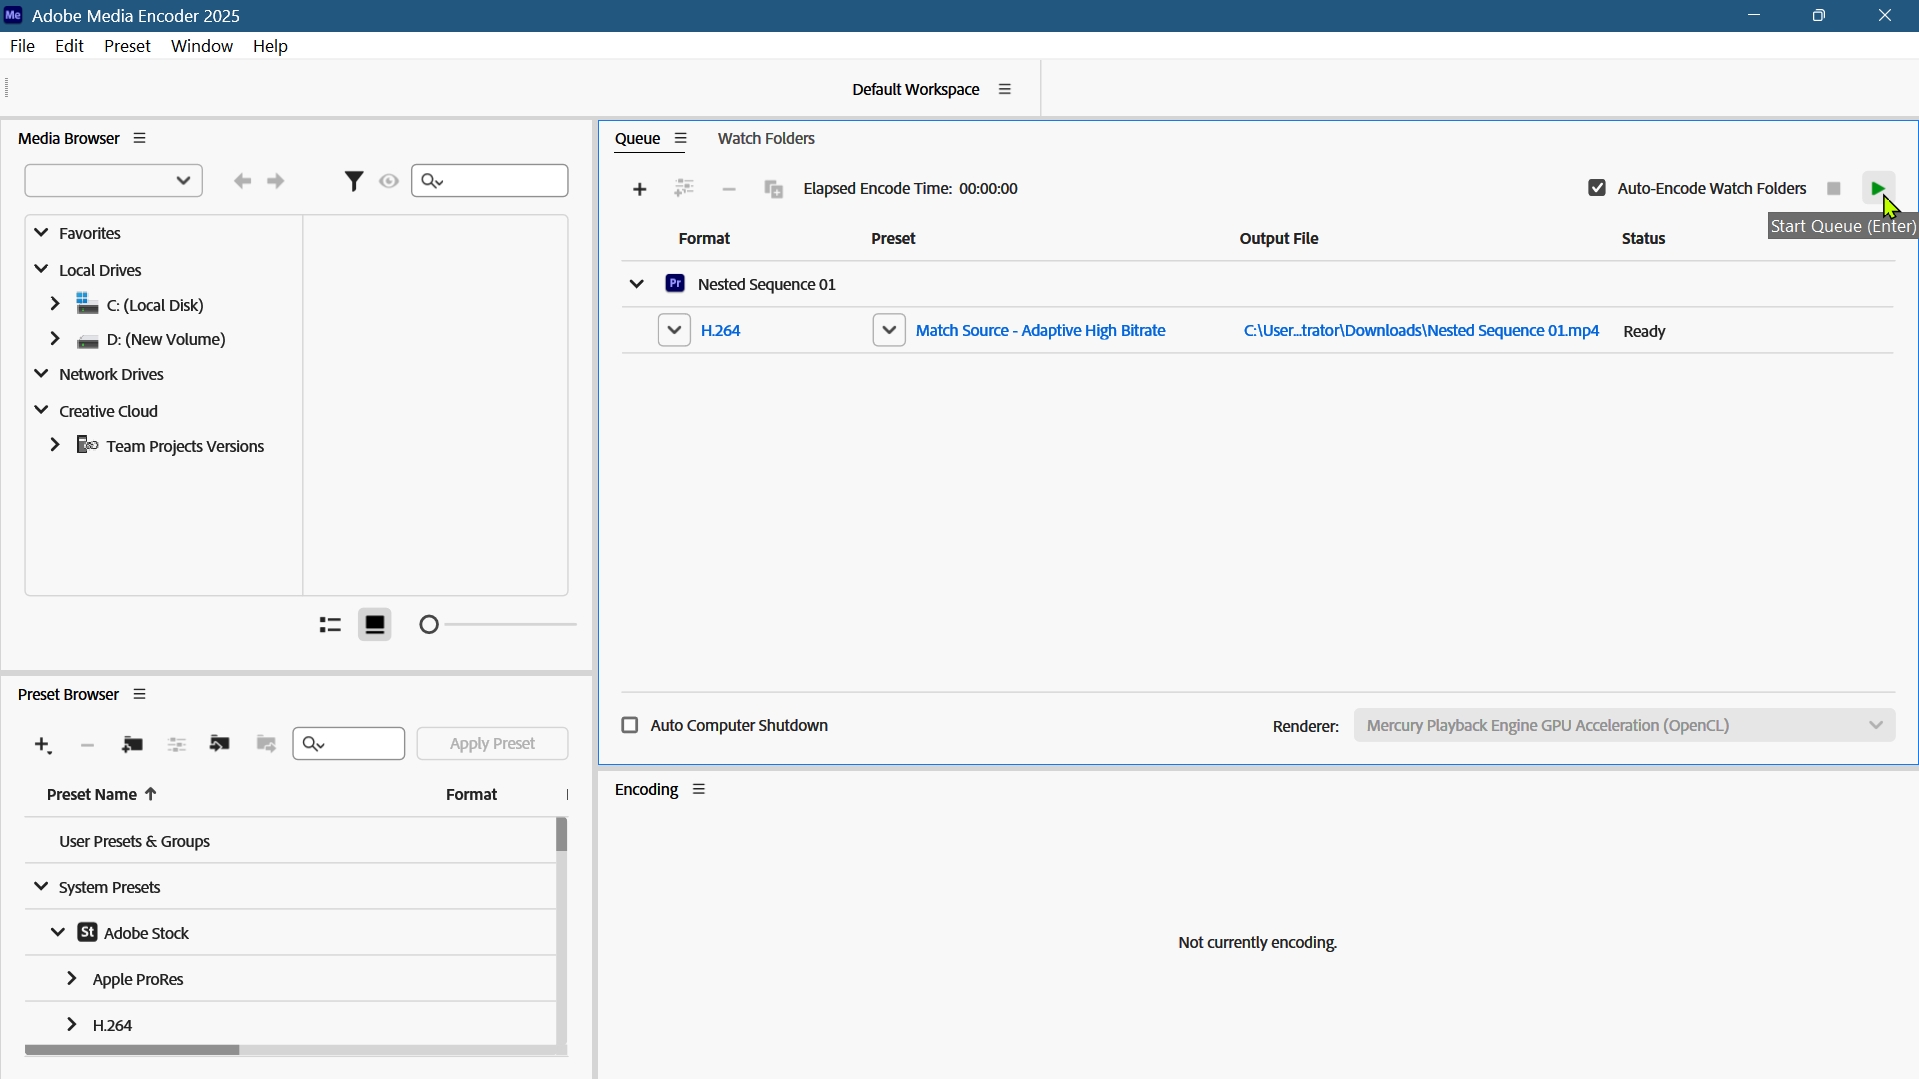 Me Adobe Media Encoder 2025
File Edit Preset Window Help
Default Workspace
Media Browser
Favorites
Local Drives
C: (Local Disk)
D: (New Volume)
Network Drives
Creative Cloud
Team Projects Versions
Preset Browser
Apply Preset
Preset Name Format
User Presets & Groups
System Presets
St Adobe Stock
Apple ProRes
H.264
Queue Watch Folders
Elapsed Encode Time: 00:00:00 Auto-Encode Watch Folders
Start Queue (Enter)
Format Preset Output File Status
Pr Nested Sequence 01
H.264 Match Source - Adaptive High Bitrate C:\User...trator\Downloads\Nested Sequence 01.mp4 Ready
Auto Computer Shutdown Renderer: Mercury Playback Engine GPU Acceleration (OpenCL)
Encoding
Not currently encoding.